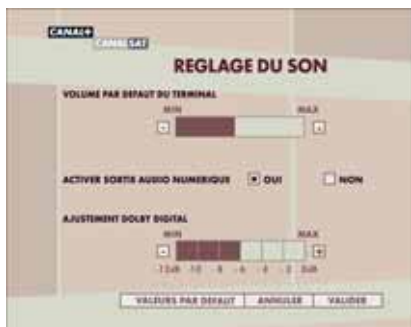 CANAL+
CANALSAT
REGLAGE DU SON
VOLUME PAR DEFAUT DU TERMINAL
MIN MAX
ACTIVER SORTIE AUDIO NUMERIQUE OUI NON
AJUSTEMENT DOLBY DIGITAL
MIN MAX
- +
-12dB -10 -8 -6 -4 -2 0dB
VALEURS PAR DEFAUT ANNULER VALIDER